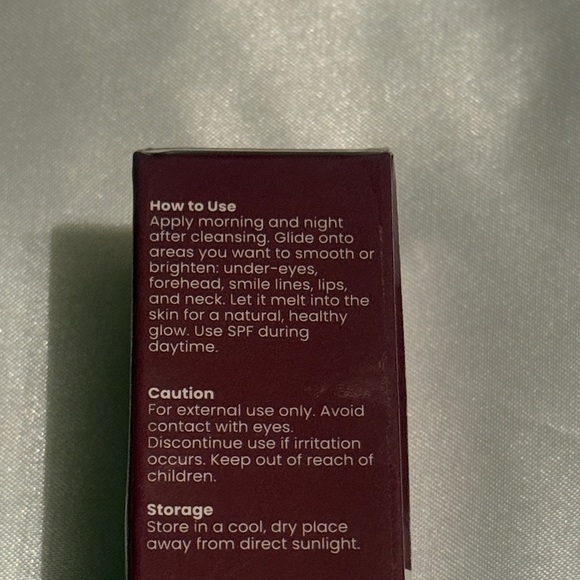 How to Use
Apply morning and night
after cleansing. Glide onto
areas you want to smooth or
brighten: under-eyes,
forehead, smile lines, lips,
and neck. Let it melt into the
skin for a natural, healthy
glow. Use SPF during
daytime.
Caution
For external use only. Avoid
contact with eyes.
Discontinue use if irritation
occurs. Keep out of reach of
children.
Storage
Store in a cool, dry place
away from direct sunlight.